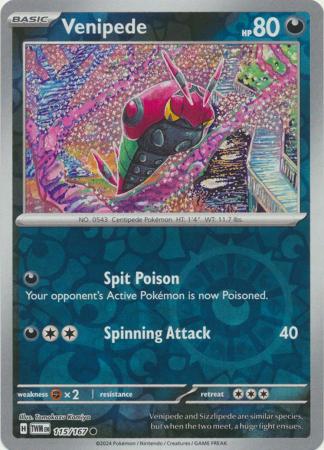 BASIC
Venipede
HP 80
NO. 0543 Centipede Pokémon HT: 1'4" WT: 11.7 lbs.
Spit Poison
Your opponent's Active Pokémon is now Poisoned.
Spinning Attack 40
weakness ×2 resistance retreat
Illus. Tomokazu Komiya
H TWM EN 115/167
Venipede and Sizzlipede are similar species,
but when the two meet, a huge fight ensues.
©2024 Pokémon / Nintendo / Creatures / GAME FREAK